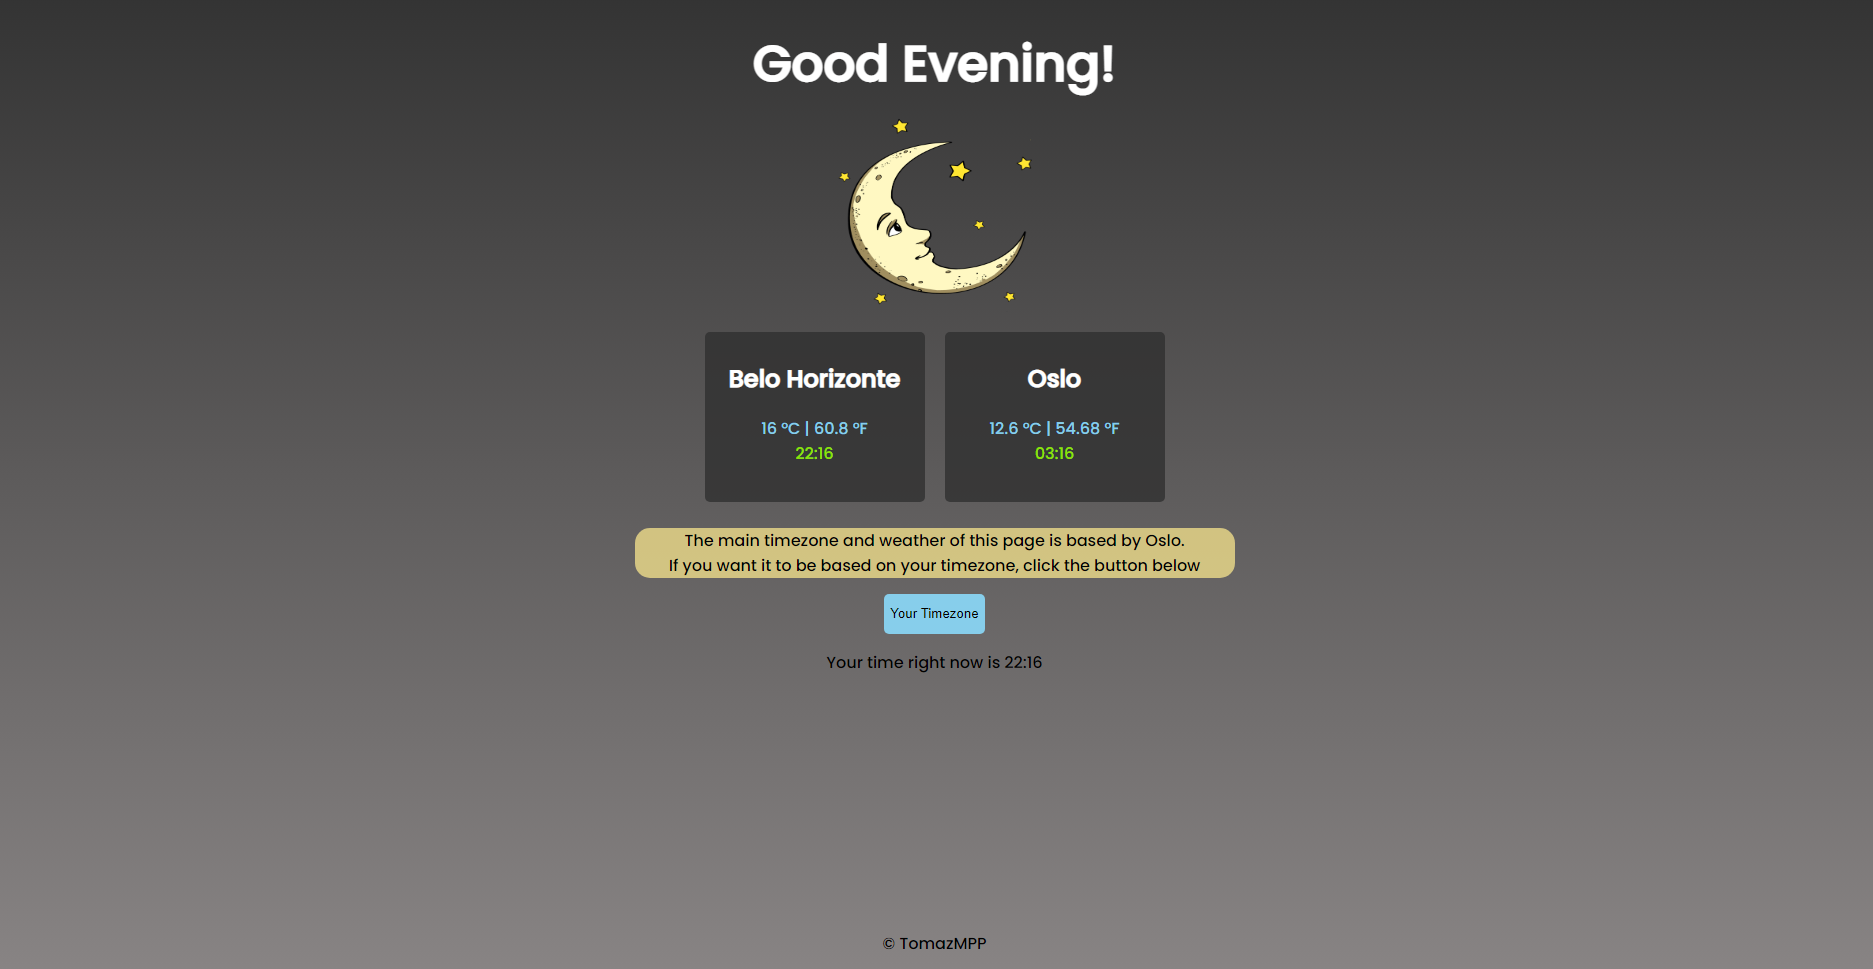 Good Evening!
Belo Horizonte
16 ºC | 60.8 ºF
22:16
Oslo
12.6 ºC | 54.68 ºF
03:16
The main timezone and weather of this page is based by Oslo.
If you want it to be based on your timezone, click the button below
Your Timezone
Your time right now is 22:16
© TomazMPP